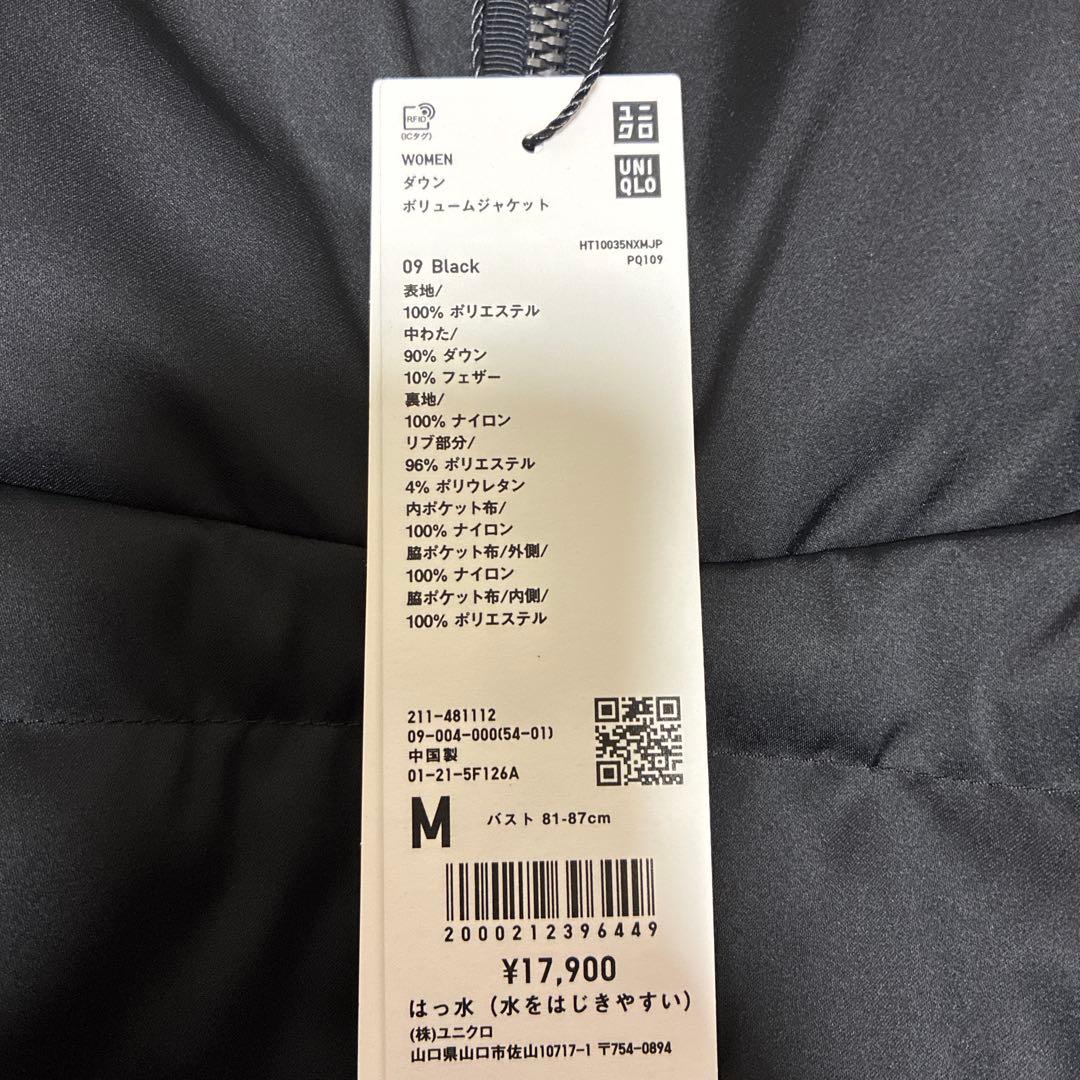 RFID
(ICタグ)
ユニ
クロ
UNI
QLO
WOMEN
ダウン
ボリュームジャケット
HT10035NXMJP
PQ109
09 Black
表地/
100% ポリエステル
中わた/
90% ダウン
10% フェザー
裏地/
100% ナイロン
リブ部分/
96% ポリエステル
4% ポリウレタン
内ポケット布/
100% ナイロン
脇ポケット布/外側/
100% ナイロン
脇ポケット布/内側/
100% ポリエステル
211-481112
09-004-000(54-01)
中国製
01-21-5F126A
M バスト 81-87cm
2000212396449
¥17,900
はっ水（水をはじきやすい）
(株)ユニクロ
山口県山口市佐山10717-1 〒754-0894